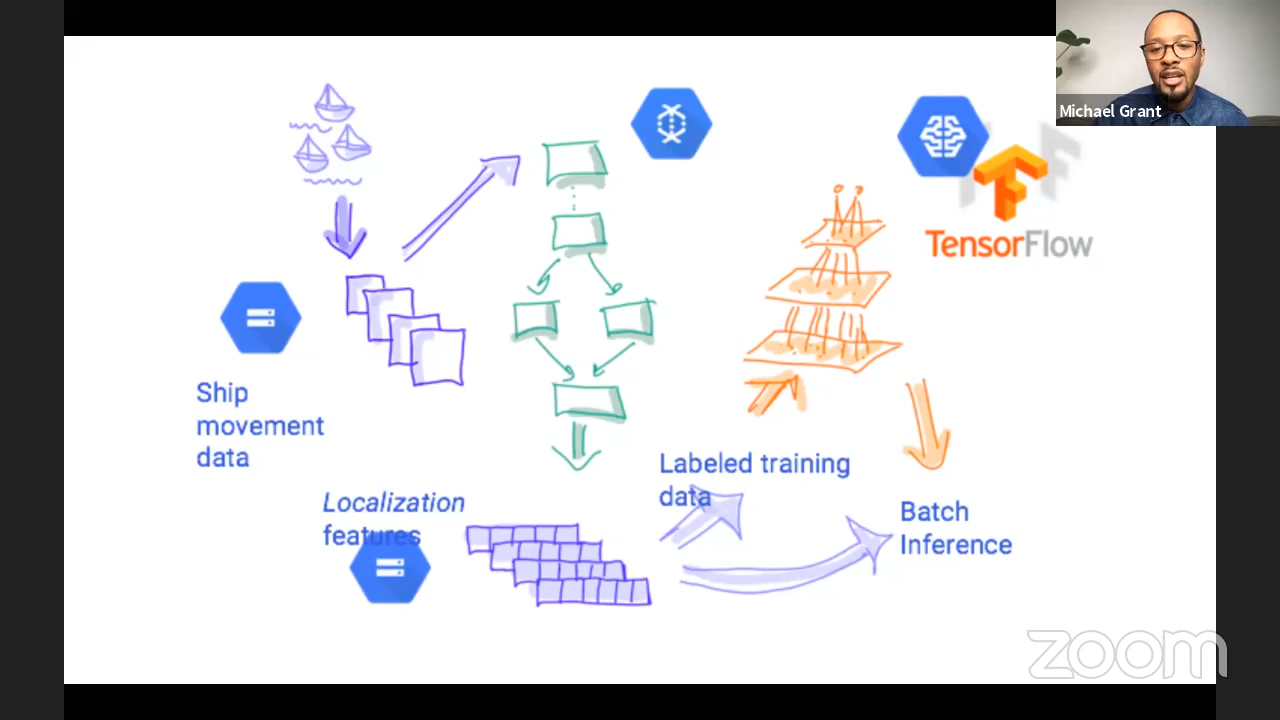 Michael Grant
TensorFlow
Ship
movement
data
Localization
features
Labeled training
data
Batch
Inference
zoom